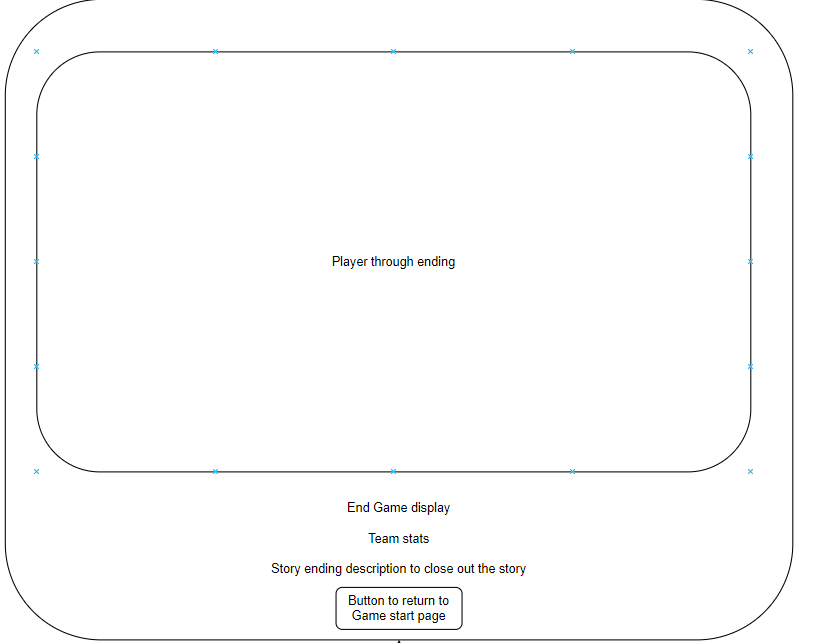 Player through ending
End Game display
Team stats
Story ending description to close out the story
Button to return to
Game start page